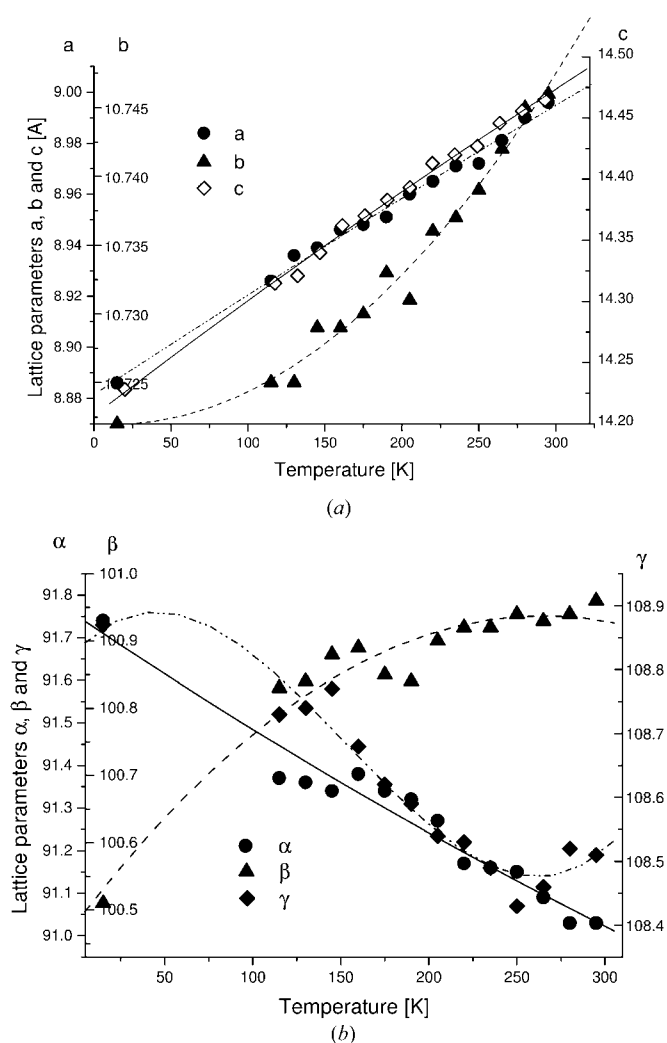 a b c
Lattice parameters a, b and c [A]
9.00
8.98
8.96
8.94
8.92
8.90
8.88
10.745
10.740
10.735
10.730
10.725
a
b
c
14.50
14.45
14.40
14.35
14.30
14.25
14.20
0 50 100 150 200 250 300
Temperature [K]
(a)
α β γ
Lattice parameters α, β and γ
91.8
91.7
91.6
91.5
91.4
91.3
91.2
91.1
91.0
101.0
100.9
100.8
100.7
100.6
100.5
α
β
γ
108.9
108.8
108.7
108.6
108.5
108.4
50 100 150 200 250 300
Temperature [K]
(b)